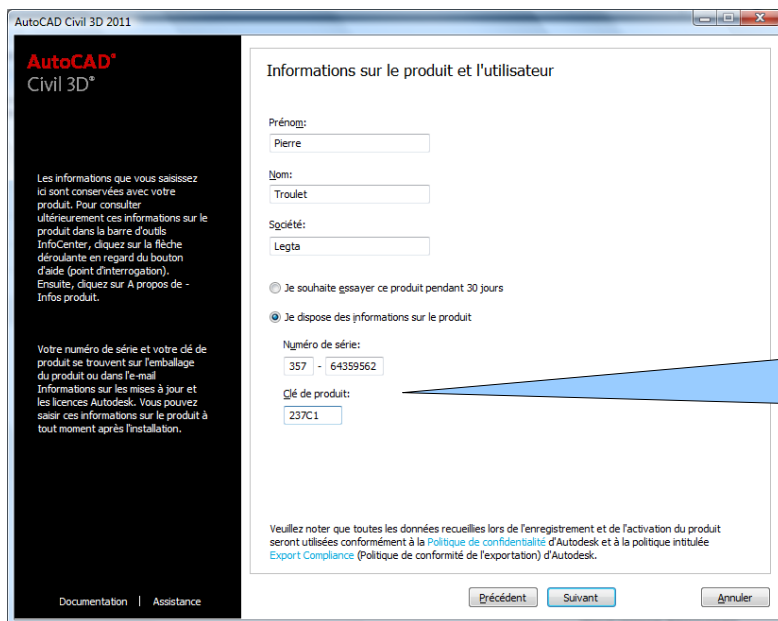 AutoCAD Civil 3D 2011
AutoCAD®
Civil 3D®
Les informations que vous saisissez
ici sont conservées avec votre
produit. Pour consulter
ultérieurement ces informations sur le
produit dans la barre d'outils
InfoCenter, cliquez sur la flèche
déroulante en regard du bouton
d'aide (point d'interrogation).
Ensuite, cliquez sur A propos de -
Infos produit.
Votre numéro de série et votre clé de
produit se trouvent sur l'emballage
du produit ou dans l'e-mail
Informations sur les mises à jour et
les licences Autodesk. Vous pouvez
saisir ces informations sur le produit à
tout moment après l'installation.
Documentation | Assistance
Informations sur le produit et l'utilisateur
Prénom:
Pierre
Nom:
Troulet
Société:
Legta
Je souhaite essayer ce produit pendant 30 jours
Je dispose des informations sur le produit
Numéro de série:
357 - 64359562
Clé de produit:
237C1
Veuillez noter que toutes les données recueillies lors de l'enregistrement et de l'activation du produit
seront utilisées conformément à la Politique de confidentialité d'Autodesk et à la politique intitulée
Export Compliance (Politique de conformité de l'exportation) d'Autodesk.
Précédent Suivant Annuler